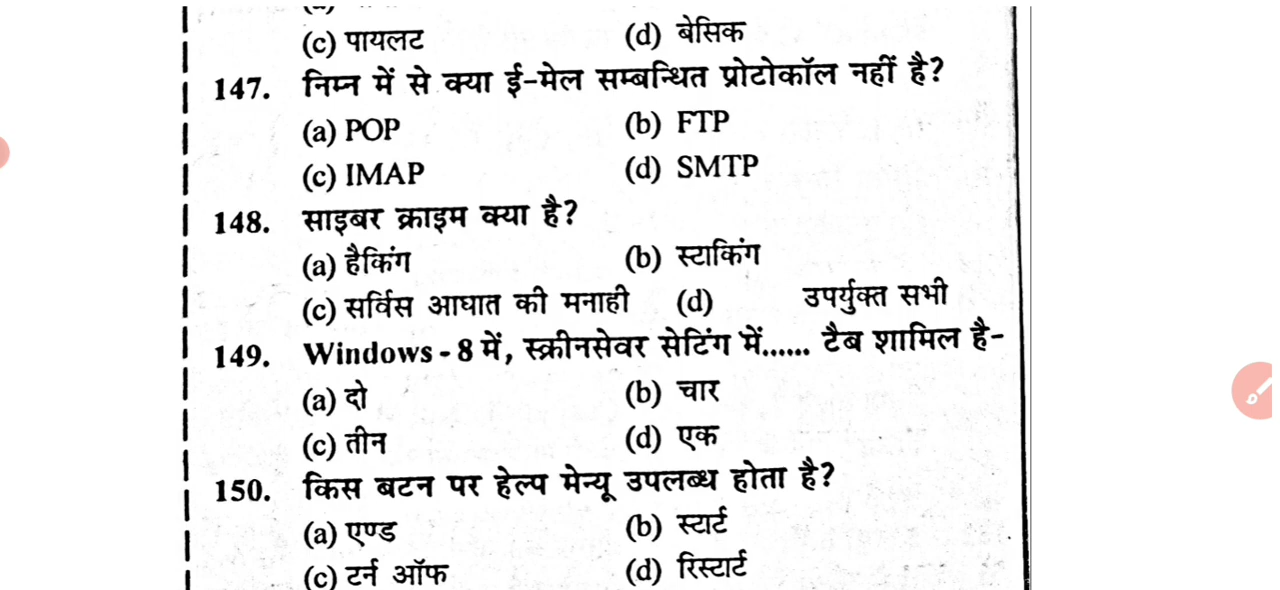 (c) पायलट (d) बेसिक
147. निम्न में से क्या ई-मेल सम्बन्धित प्रोटोकॉल नहीं है?
(a) POP (b) FTP
(c) IMAP (d) SMTP
148. साइबर क्राइम क्या है?
(a) हैकिंग (b) स्टाकिंग
(c) सर्विस आघात की मनाही (d) उपर्युक्त सभी
149. Windows - 8 में, स्क्रीनसेवर सेटिंग में...... टैब शामिल है-
(a) दो (b) चार
(c) तीन (d) एक
150. किस बटन पर हेल्प मेन्यू उपलब्ध होता है?
(a) एण्ड (b) स्टार्ट
(c) टर्न ऑफ (d) रिस्टार्ट